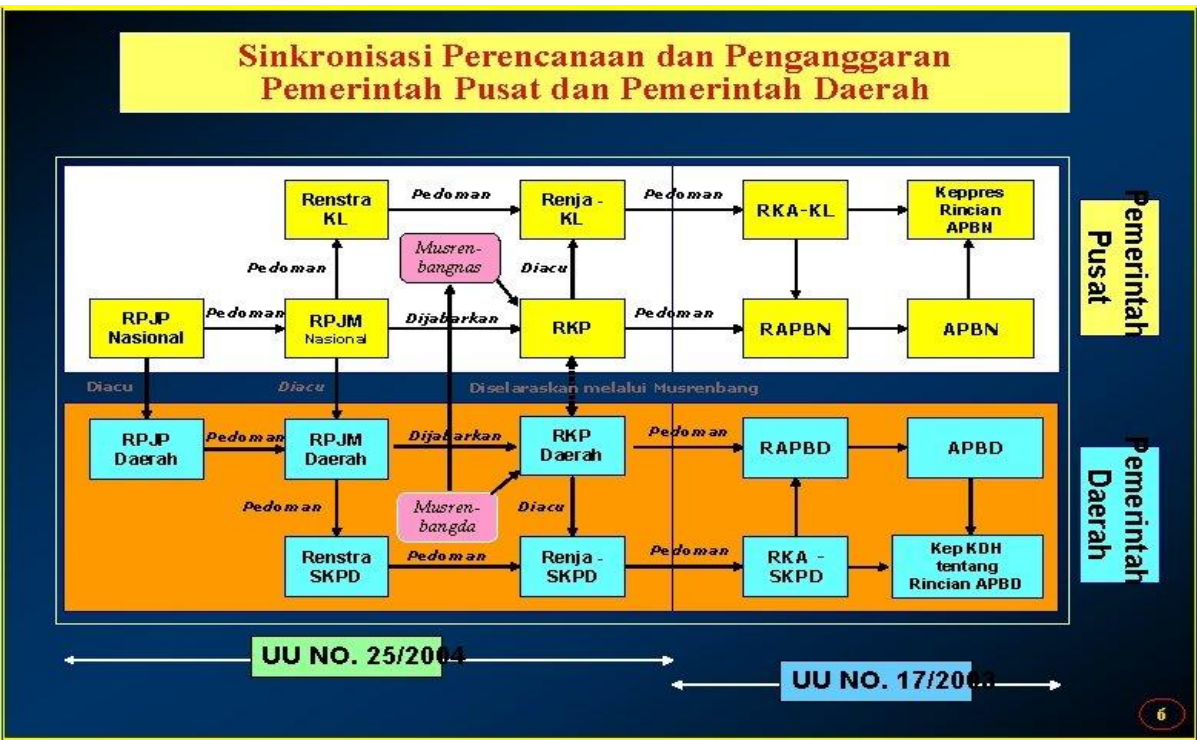 Sinkronisasi Perencanaan dan Penganggaran
Pemerintah Pusat dan Pemerintah Daerah
Renstra
KL
Pedoman
Renja -
KL
Pedoman
RKA-KL
Keppres
Rincian
APBN
Pemerintah
Pusat
Musren-
bangnas
Pedoman
Diacu
RPJP
Nasional
Pedoman
RPJM
Nasional
Dijabarkan
RKP
Pedoman
RAPBN
APBN
Diacu
Diacu
Diselaraskan melalui Musrenbang
RPJP
Daerah
Pedoman
RPJM
Daerah
Dijabarkan
RKP
Daerah
Pedoman
RAPBD
APBD
Pemerintah
Daerah
Pedoman
Musren-
bangda
Diacu
Renstra
SKPD
Pedoman
Renja -
SKPD
Pedoman
RKA -
SKPD
Kep KDH
tentang
Rincian APBD
UU NO. 25/2004
UU NO. 17/2003
6